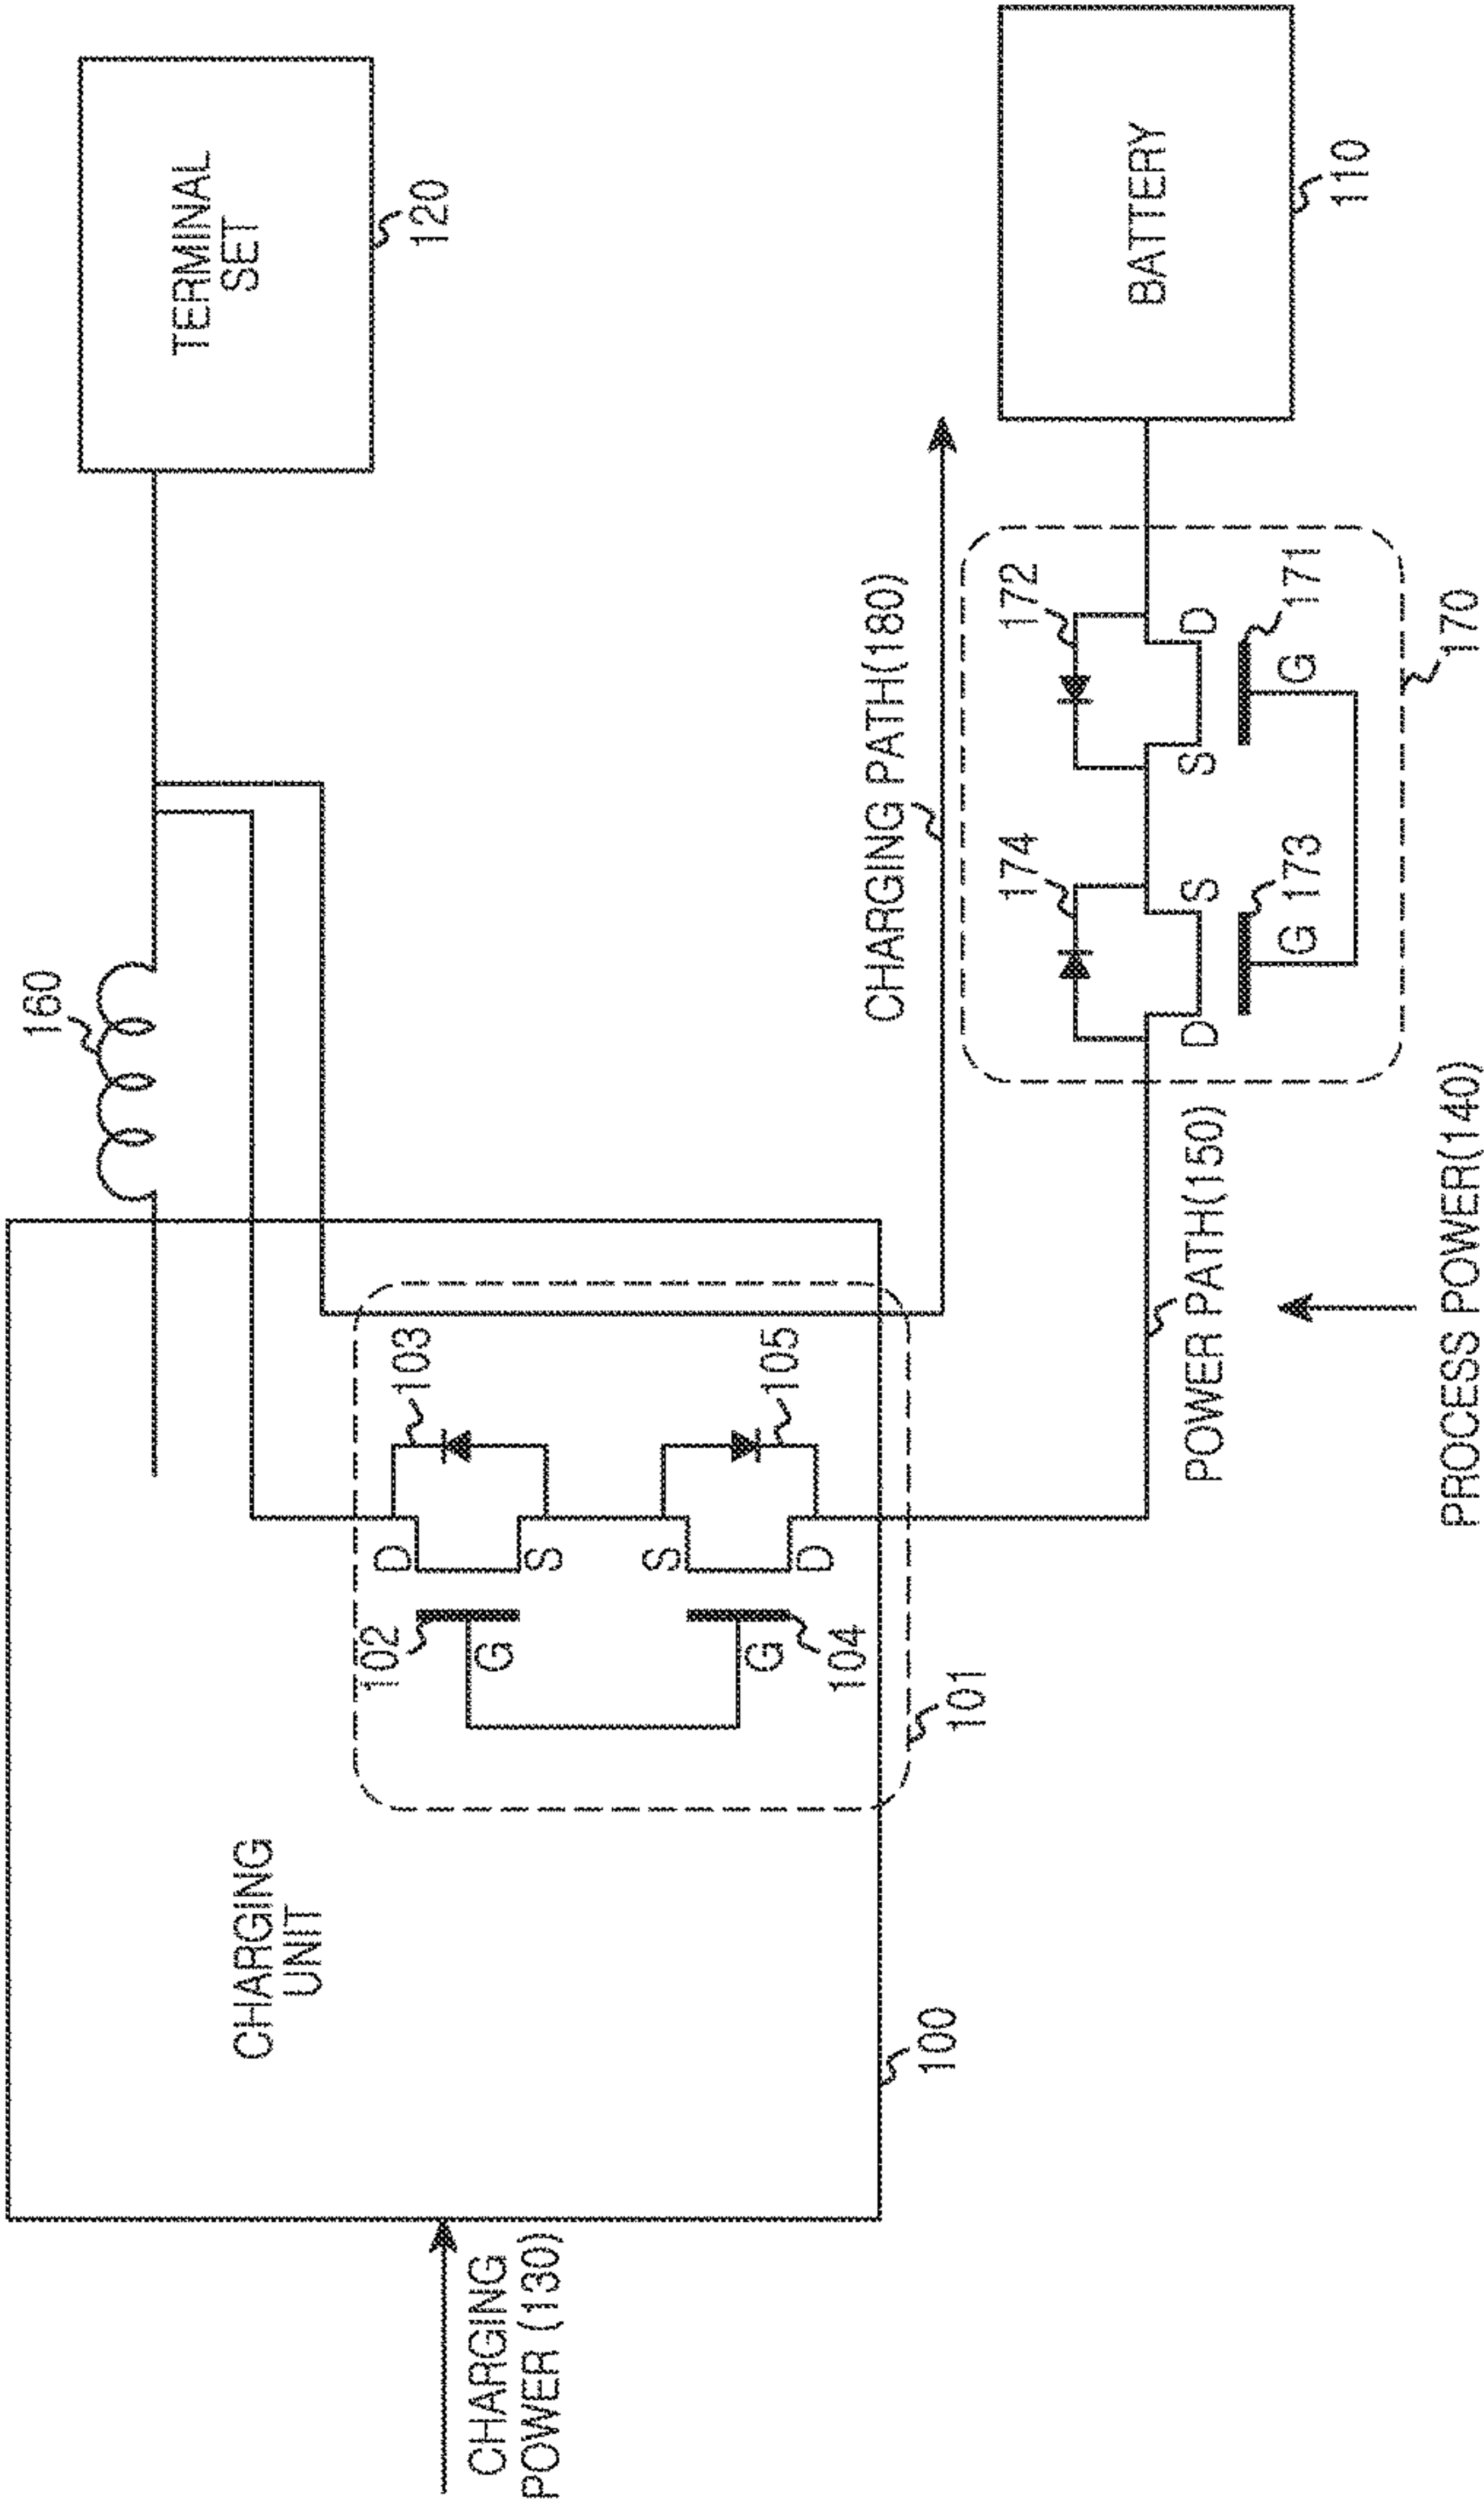 CHARGING
POWER (130)
CHARGING
UNIT
100
101
102
G
D
103
S
S
105
G
D
104
160
TERMINAL
SET
120
CHARGING PATH(180)
POWER PATH(150)
PROCESS POWER(140)
174
172
D
S
S
D
G
173
G
171
170
BATTERY
110